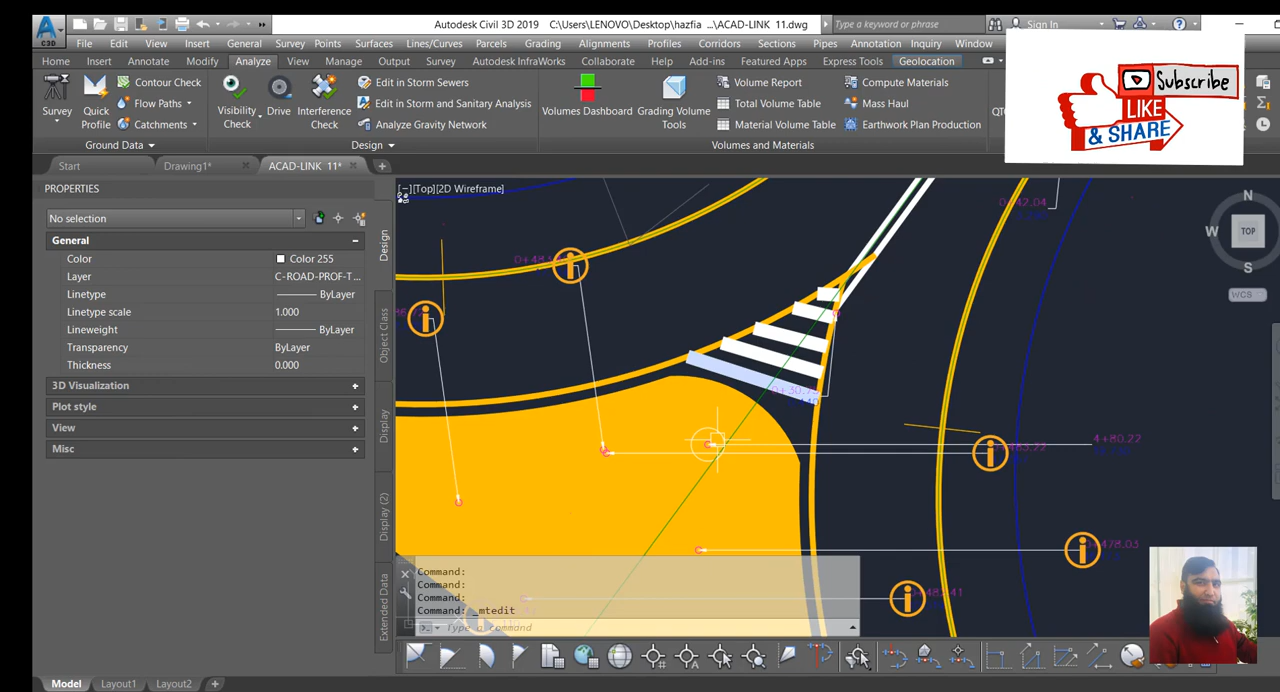 Autodesk Civil 3D 2019 C:\Users\LENOVO\Desktop\hazfia ...\ACAD-LINK 11.dwg
Type a keyword or phrase
Sign In
C3D
File Edit View Insert General Survey Points Surfaces Lines/Curves Parcels Grading Alignments Profiles Corridors Sections Pipes Annotation Inquiry Window
Home Insert Annotate Modify Analyze View Manage Output Survey Autodesk InfraWorks Collaborate Help Add-ins Featured Apps Express Tools Geolocation
Survey
Quick Profile
Contour Check
Flow Paths
Catchments
Ground Data
Visibility Check
Drive
Interference Check
Edit in Storm Sewers
Edit in Storm and Sanitary Analysis
Analyze Gravity Network
Design
Volumes Dashboard
Grading Volume Tools
Volume Report
Total Volume Table
Material Volume Table
Compute Materials
Mass Haul
Earthwork Plan Production
Volumes and Materials
Subscribe
LIKE
& SHARE
Start Drawing1* ACAD-LINK 11*
PROPERTIES
No selection
General
Color Color 255
Layer C-ROAD-PROF-T...
Linetype ByLayer
Linetype scale 1.000
Lineweight ByLayer
Transparency ByLayer
Thickness 0.000
3D Visualization
Plot style
View
Misc
Design
Object Class
Display
Display (2)
Extended Data
[−][Top][2D Wireframe]
N
W
TOP
S
WCS
0+42.04
4+80.22
Command:
Command:
Command:
Command: _mtedit
Type a command
Model Layout1 Layout2 +